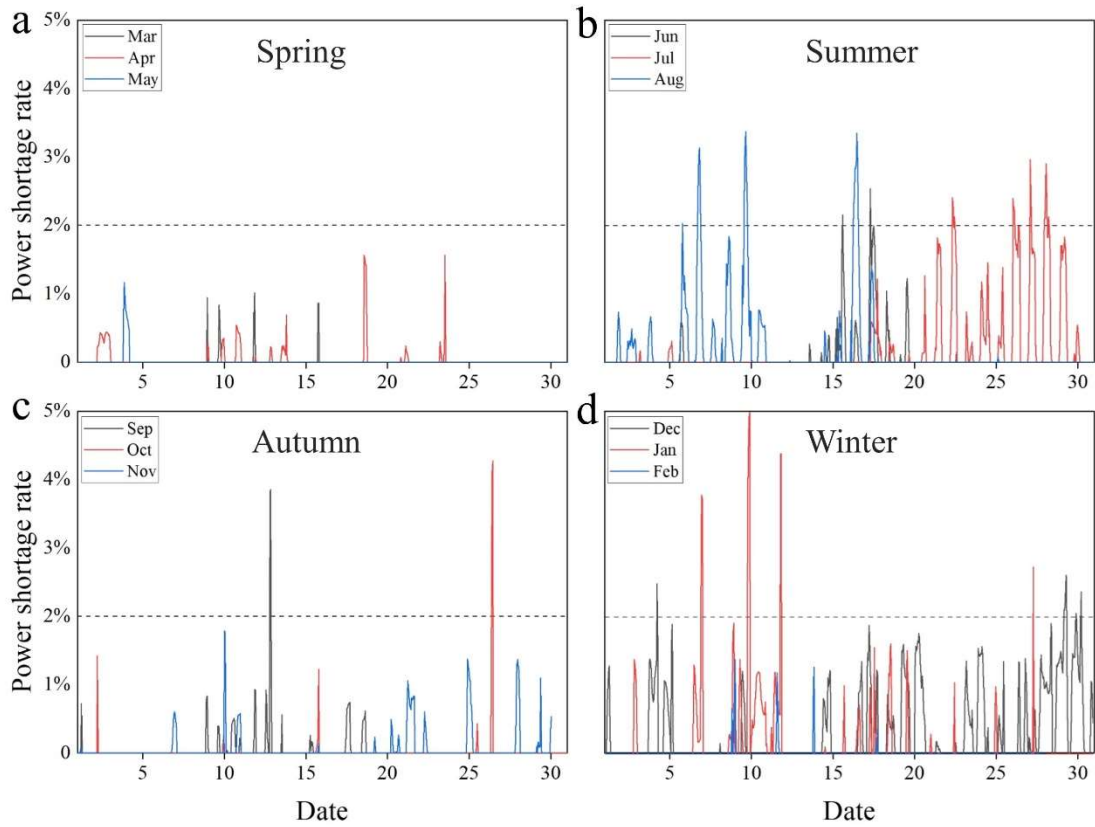 a
Spring
Mar
Apr
May
5%
4%
3%
2%
1%
0
5
10
15
20
25
30
Power shortage rate
b
Summer
Jun
Jul
Aug
5
10
15
20
25
30
c
Autumn
Sep
Oct
Nov
5%
4%
3%
2%
1%
0
5
10
15
20
25
30
Power shortage rate
Date
d
Winter
Dec
Jan
Feb
5
10
15
20
25
30
Date